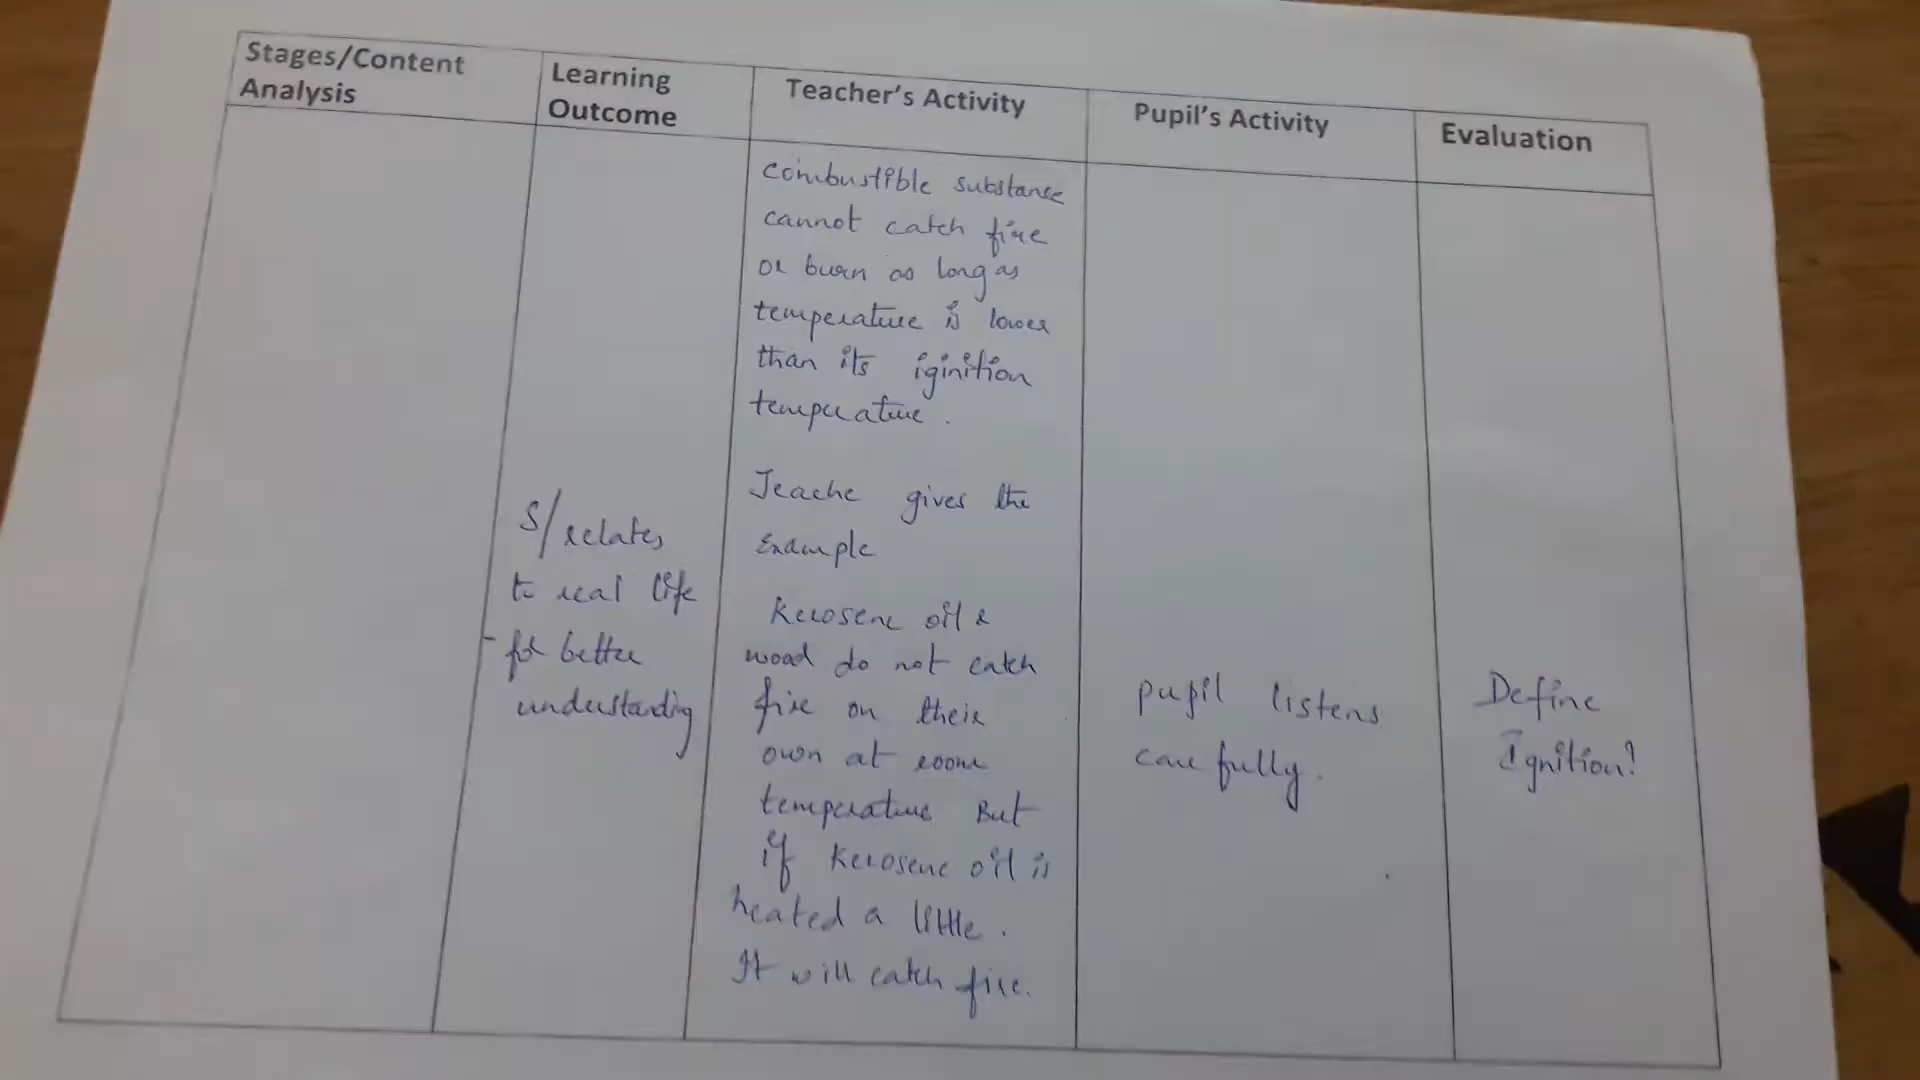 Stages/Content
Analysis
Learning
Outcome
Teacher's Activity
Pupil's Activity
Evaluation
S/relates
to real life
- for better
understanding
combustible substance
cannot catch fire
or burn as long as
temperature is lower
than its iginition
temperature.
Teache gives the
Example
Kerosene oil &
wood do not catch
fire on their
own at room
temperature But
if Kerosene oil is
heated a little.
It will catch fire.
pupil listens
carefully.
Define
Ignition?